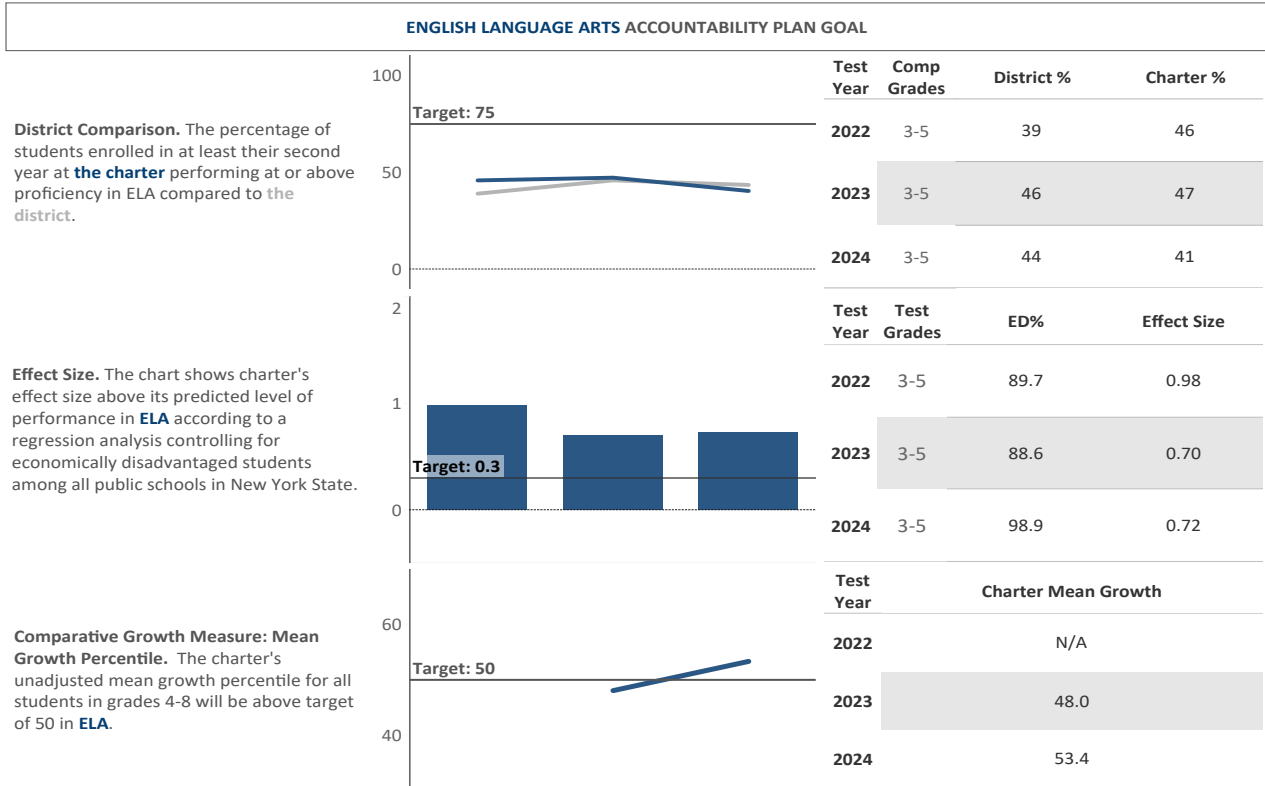 ENGLISH LANGUAGE ARTS ACCOUNTABILITY PLAN GOAL
District Comparison. The percentage of
students enrolled in at least their second
year at the charter performing at or above
proficiency in ELA compared to the
district.
100
Target: 75
50
0
Test Year Comp Grades District % Charter %
2022 3-5 39 46
2023 3-5 46 47
2024 3-5 44 41
Effect Size. The chart shows charter's
effect size above its predicted level of
performance in ELA according to a
regression analysis controlling for
economically disadvantaged students
among all public schools in New York State.
2
1
Target: 0.3
0
Test Year Test Grades ED% Effect Size
2022 3-5 89.7 0.98
2023 3-5 88.6 0.70
2024 3-5 98.9 0.72
Comparative Growth Measure: Mean
Growth Percentile. The charter's
unadjusted mean growth percentile for all
students in grades 4-8 will be above target
of 50 in ELA.
60
Target: 50
40
Test Year Charter Mean Growth
2022 N/A
2023 48.0
2024 53.4